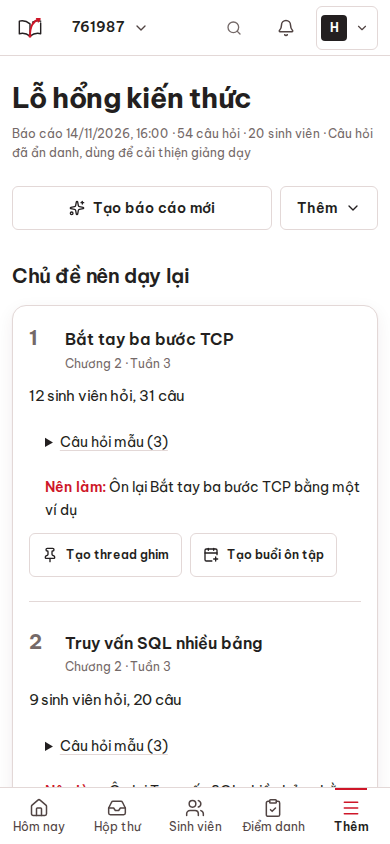 761987
H
Lỗ hổng kiến thức
Báo cáo 14/11/2026, 16:00 · 54 câu hỏi · 20 sinh viên · Câu hỏi
đã ẩn danh, dùng để cải thiện giảng dạy
Tạo báo cáo mới
Thêm
Chủ đề nên dạy lại
1
Bắt tay ba bước TCP
Chương 2 · Tuần 3
12 sinh viên hỏi, 31 câu
Câu hỏi mẫu (3)
Nên làm: Ôn lại Bắt tay ba bước TCP bằng một
ví dụ
Tạo thread ghim
Tạo buổi ôn tập
2
Truy vấn SQL nhiều bảng
Chương 2 · Tuần 3
9 sinh viên hỏi, 20 câu
Câu hỏi mẫu (3)
Hôm nay
Hộp thư
Sinh viên
Điểm danh
Thêm